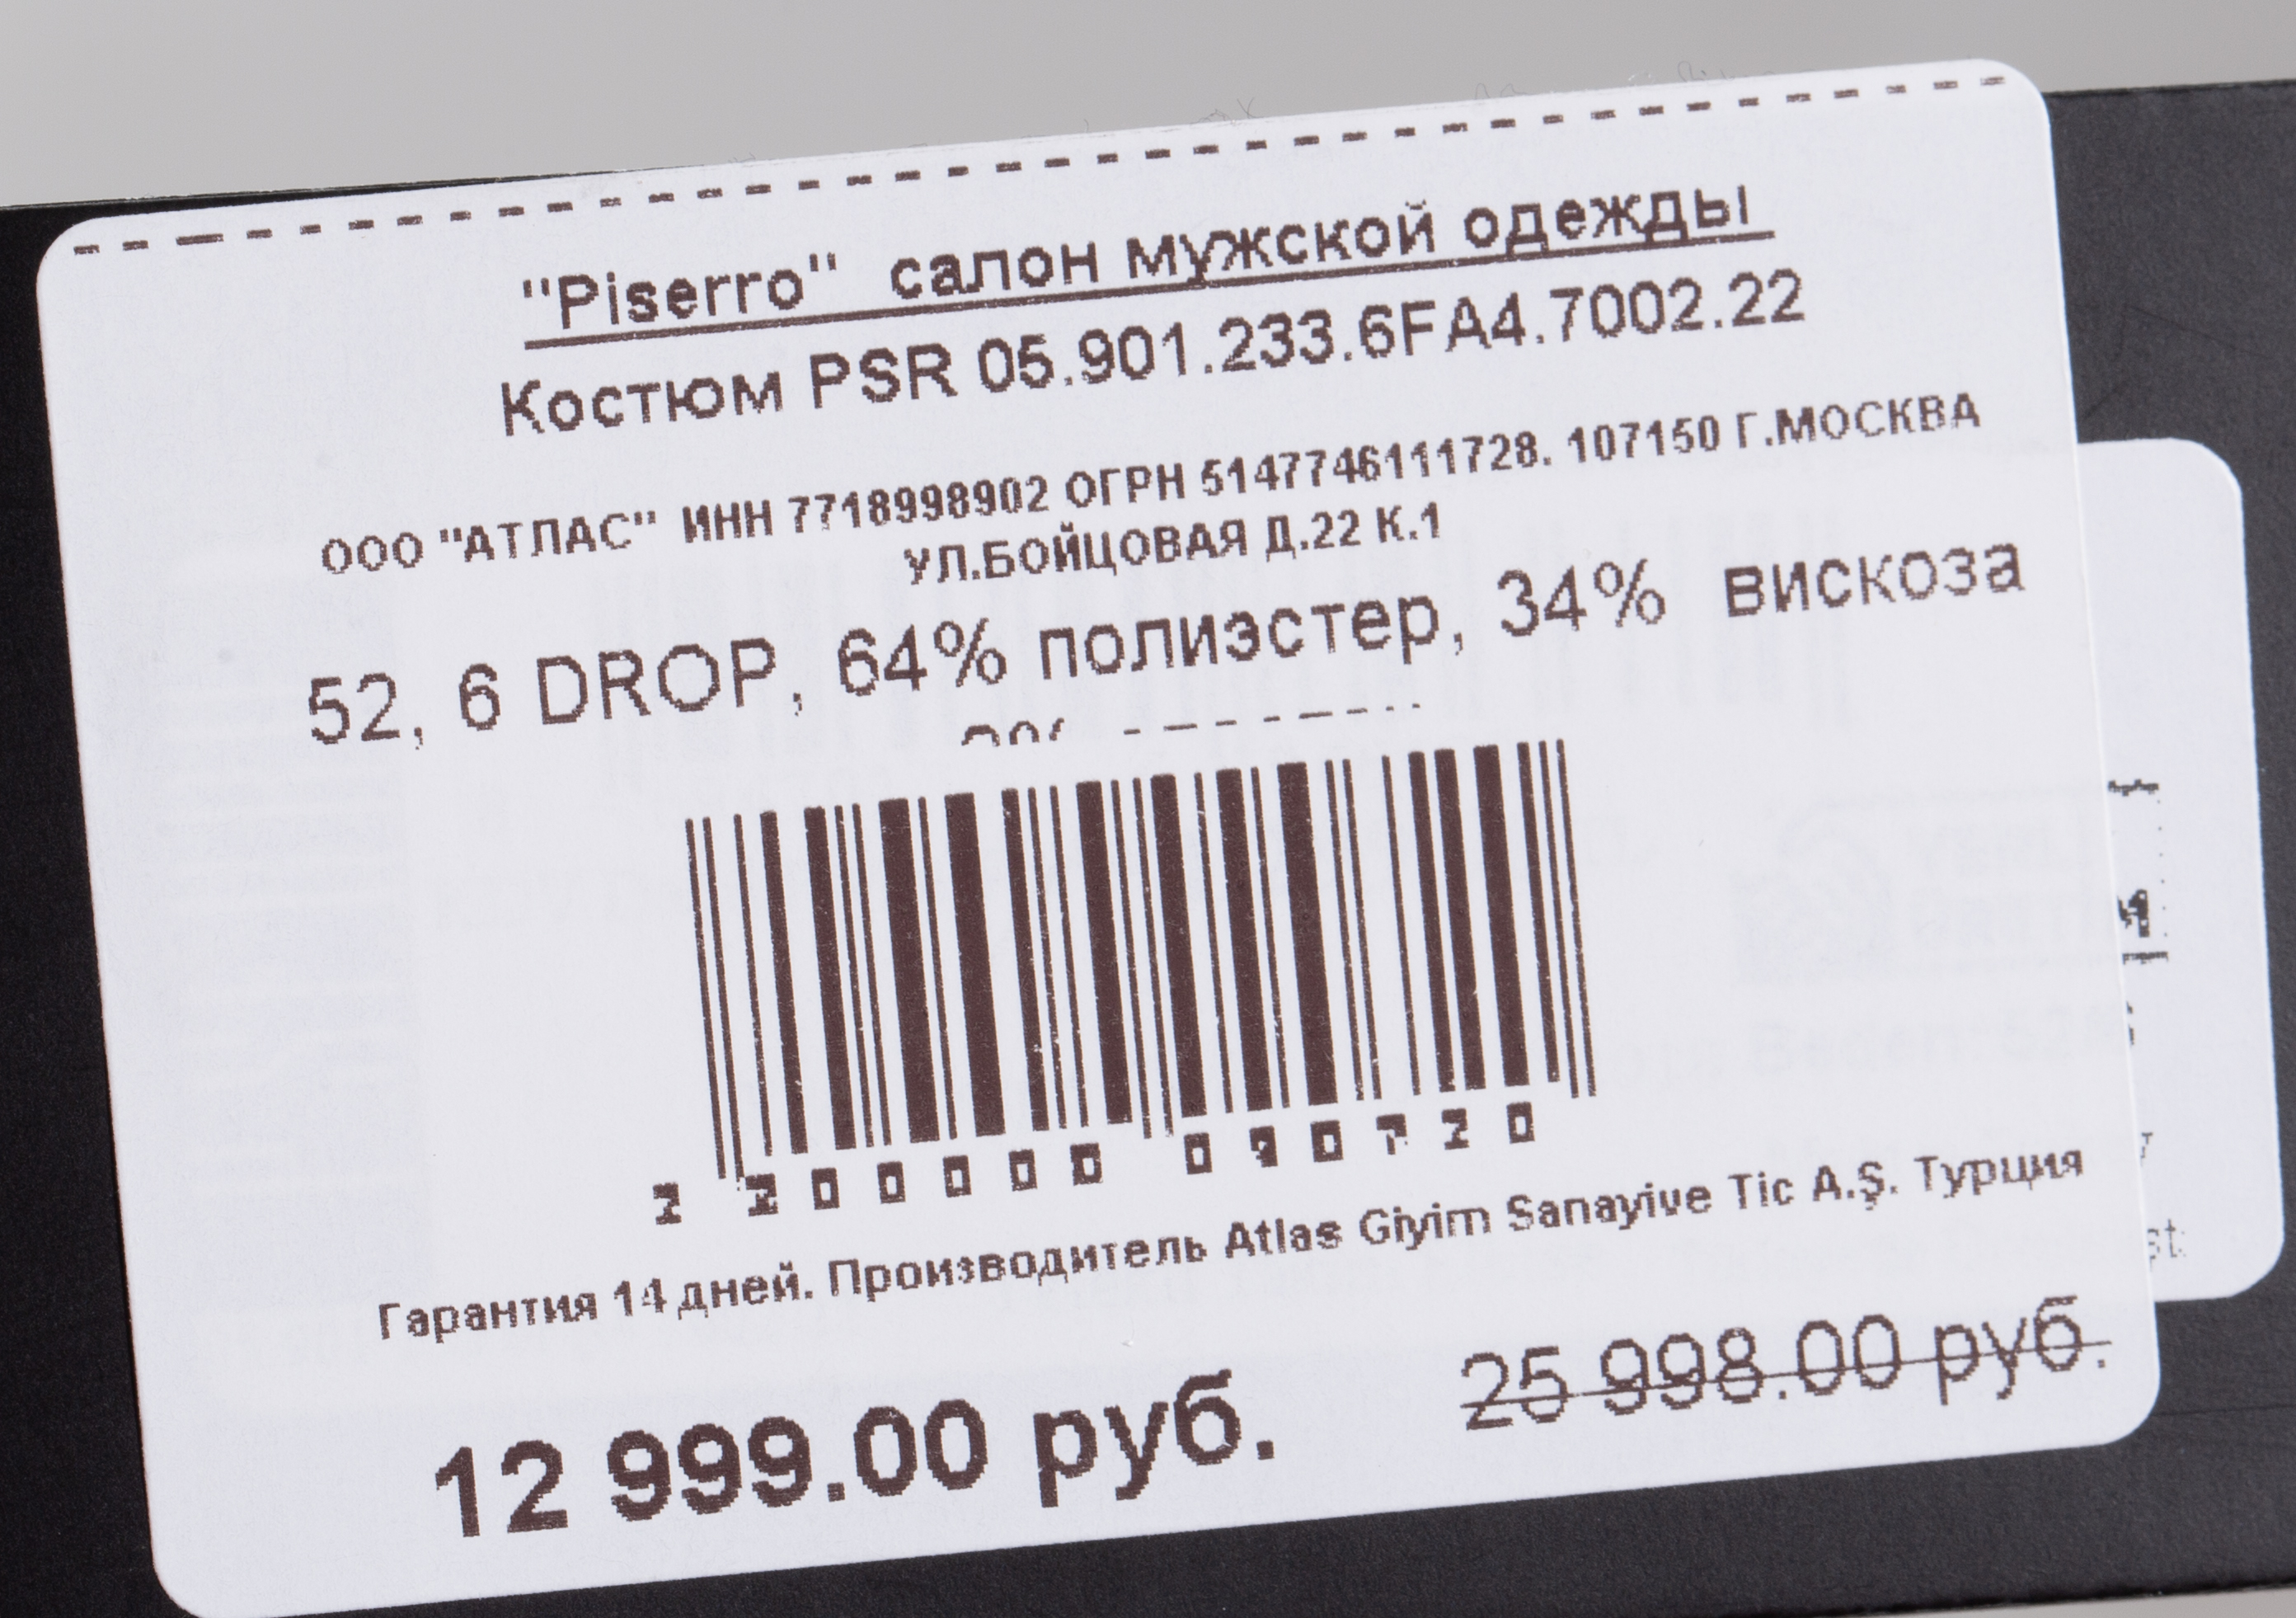 "Piserro" салон мужской одежды
Костюм PSR 05.901.233.6FA4.7002.22
ООО "АТЛАС" ИНН 7718998902 ОГРН 5147746111728. 107150 Г.МОСКВА
УЛ.БОЙЦОВАЯ Д.22 К.1
52, 6 DROP, 64% полиэстер, 34% вискоза
2 200000 090720
Гарантия 14 дней. Производитель Atlas Giyim Sanayive Tic A.Ş. Турция
12 999.00 руб.
25 998.00 руб.